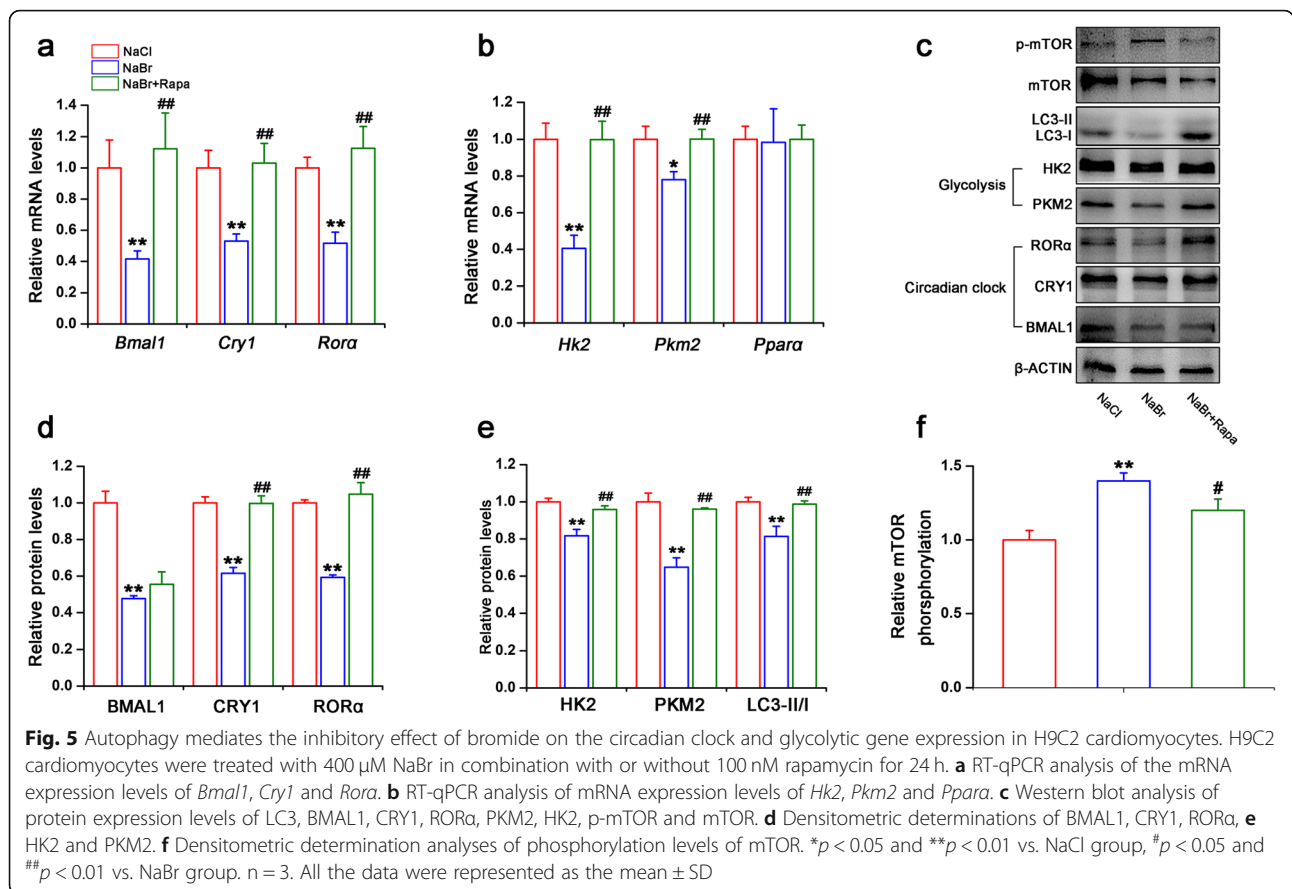 a
NaCl
NaBr
NaBr+Rapa
Relative mRNA levels
1.4
1.2
1.0
0.8
0.6
0.4
0.2
0.0
**
##
**
##
**
##
Bmal1 Cry1 Rorα
b
Relative mRNA levels
1.2
1.0
0.8
0.6
0.4
0.2
0.0
**
##
*
##
Hk2 Pkm2 Pparα
c
p-mTOR
mTOR
LC3-II
LC3-I
Glycolysis
HK2
PKM2
Circadian clock
RORα
CRY1
BMAL1
β-ACTIN
NaCl NaBr NaBr+Rapa
d
Relative protein levels
1.2
1.0
0.8
0.6
0.4
0.2
0.0
**
**
##
**
##
BMAL1 CRY1 RORα
e
Relative protein levels
1.2
1.0
0.8
0.6
0.4
0.2
0.0
**
##
**
##
**
##
HK2 PKM2 LC3-II/I
f
Relative mTOR
phorsphorylation
1.5
1.0
0.5
0.0
**
#
Fig. 5 Autophagy mediates the inhibitory effect of bromide on the circadian clock and glycolytic gene expression in H9C2 cardiomyocytes. H9C2
cardiomyocytes were treated with 400 μM NaBr in combination with or without 100 nM rapamycin for 24 h. a RT-qPCR analysis of the mRNA
expression levels of Bmal1, Cry1 and Rorα. b RT-qPCR analysis of mRNA expression levels of Hk2, Pkm2 and Pparα. c Western blot analysis of
protein expression levels of LC3, BMAL1, CRY1, RORα, PKM2, HK2, p-mTOR and mTOR. d Densitometric determinations of BMAL1, CRY1, RORα, e
HK2 and PKM2. f Densitometric determination analyses of phosphorylation levels of mTOR. *p < 0.05 and **p < 0.01 vs. NaCl group, #p < 0.05 and
##p < 0.01 vs. NaBr group. n = 3. All the data were represented as the mean ± SD